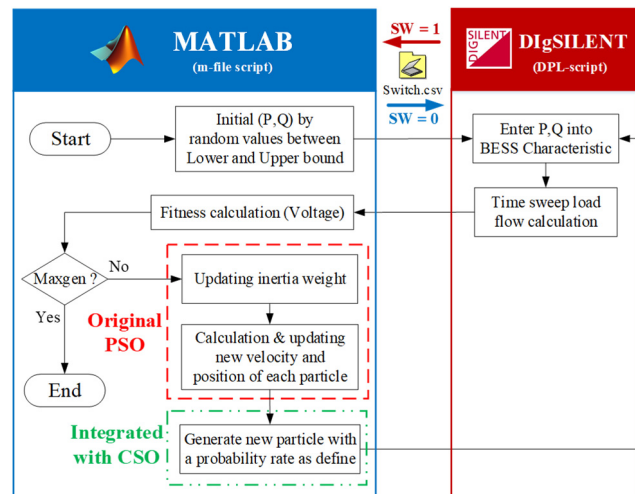 MATLAB
(m-file script)
SW = 1
Switch.csv
SW = 0
DIgSILENT
DIgSILENT
(DPL-script)
Start
Initial (P,Q) by
random values between
Lower and Upper bound
Enter P,Q into
BESS Characteristic
Fitness calculation (Voltage)
Time sweep load
flow calculation
Maxgen ?
No
Yes
Updating inertia weight
Original
PSO
Calculation & updating
new velocity and
position of each particle
End
Integrated
with CSO
Generate new particle with
a probability rate as define